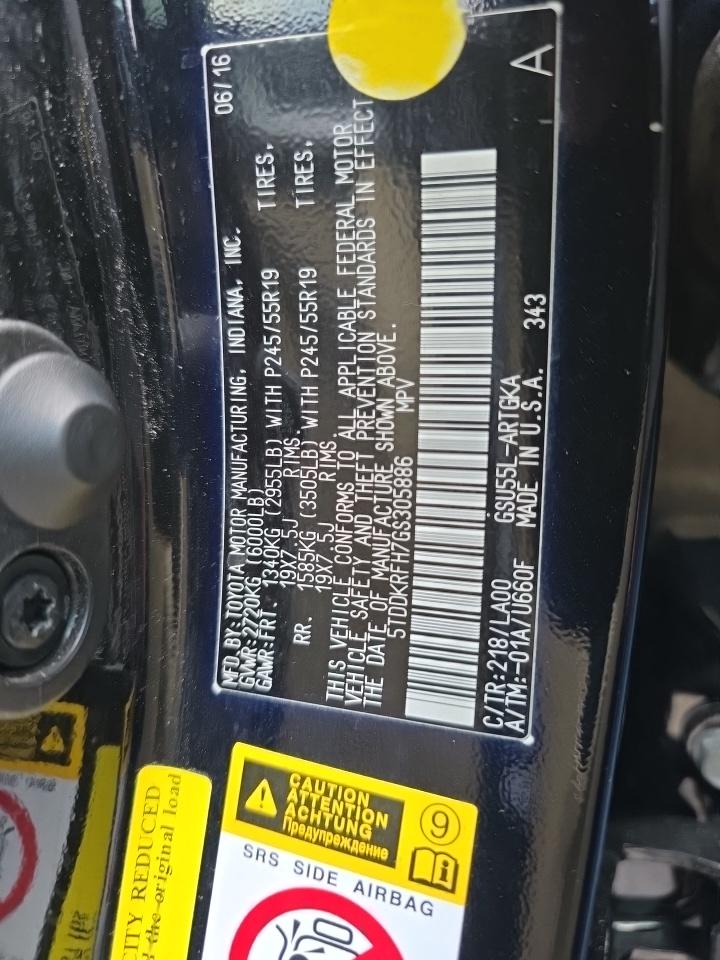 MFD.BY:TOYOTA MOTOR MANUFACTURING, INDIANA, INC. 06/16
GVWR:2720KG (6000LB)
GAWR:FRT. 1340KG (2955LB) WITH P245/55R19 TIRES,
19X7.5J RIMS.
RR. 1585KG (3505LB) WITH P245/55R19 TIRES,
19X7.5J RIMS.
THIS VEHICLE CONFORMS TO ALL APPLICABLE FEDERAL MOTOR
VEHICLE SAFETY AND THEFT PREVENTION STANDARDS IN EFFECT
THE DATE OF MANUFACTURE SHOWN ABOVE.
5TDDKRFH7GS305886 MPV
C/TR:218/LA00 GSU55L-ARTGKA
A/TM:-01A/U660F MADE IN U.S.A. 343 A
CAUTION
ATTENTION
ACHTUNG
Предупреждение
9
SRS SIDE AIRBAG
CITY REDUCED
the original load